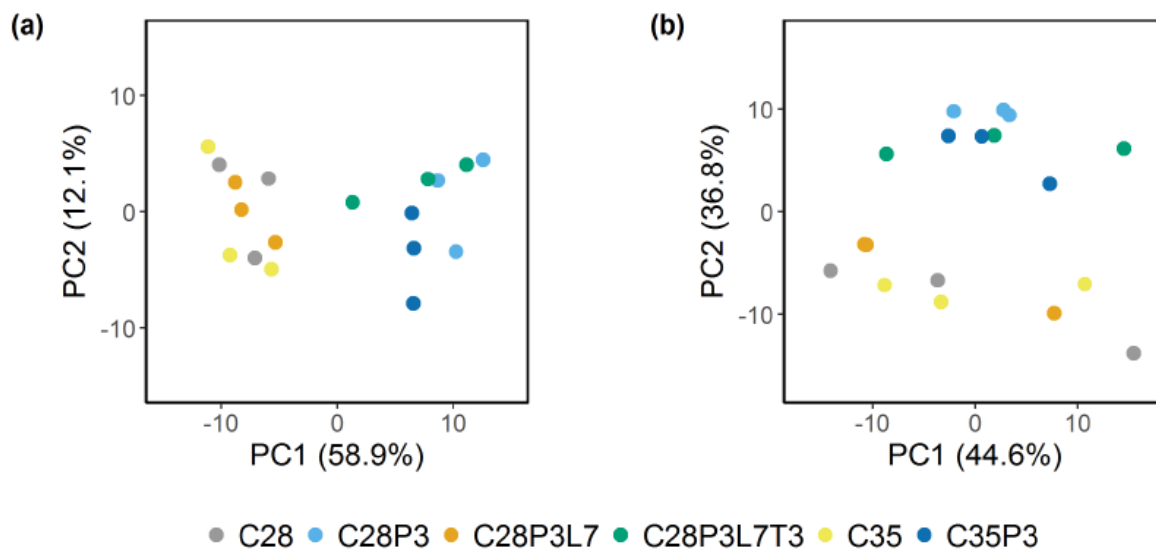 (a)
10
0
-10
PC2 (12.1%)
-10 0 10
PC1 (58.9%)
(b)
10
0
-10
PC2 (36.8%)
-10 0 10
PC1 (44.6%)
C28 C28P3 C28P3L7 C28P3L7T3 C35 C35P3